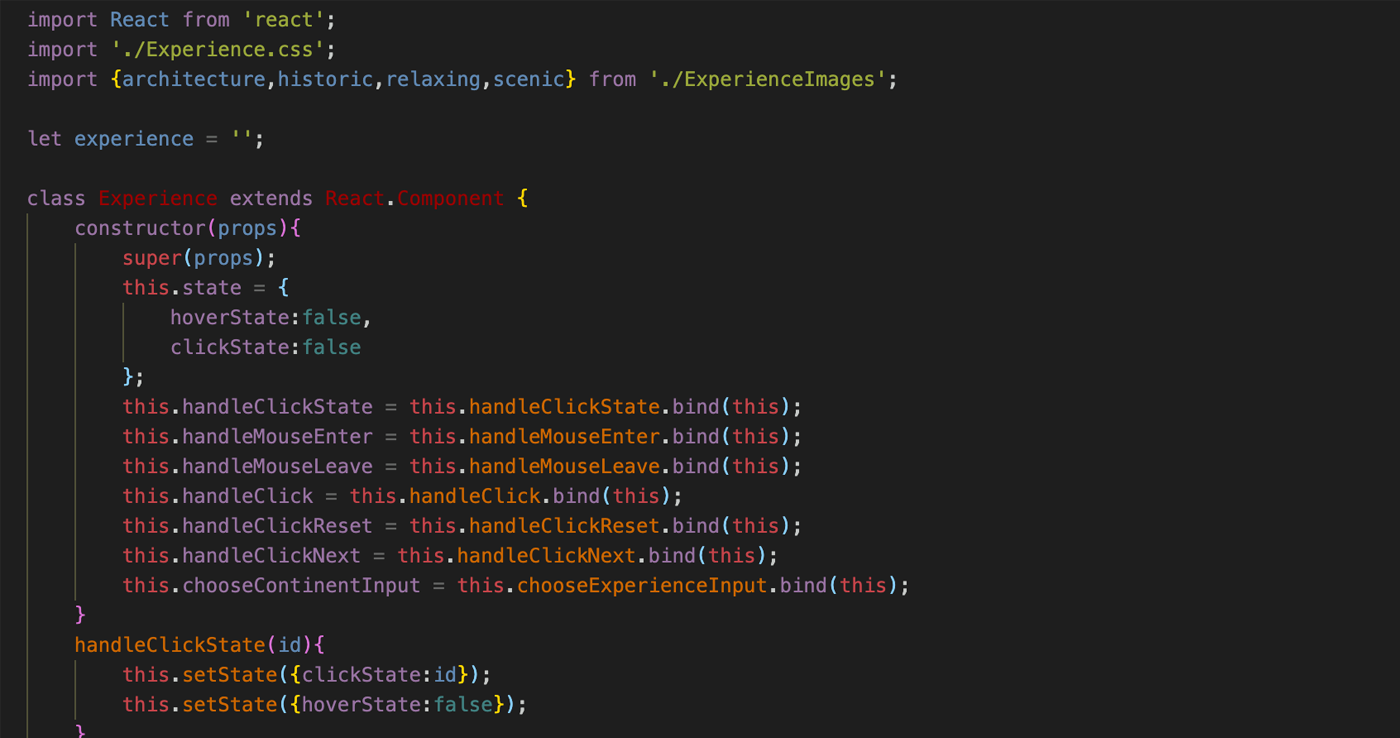 import React from 'react';
import './Experience.css';
import {architecture,historic,relaxing,scenic} from './ExperienceImages';
let experience = '';
class Experience extends React.Component {
constructor(props){
super(props);
this.state = {
hoverState:false,
clickState:false
};
this.handleClickState = this.handleClickState.bind(this);
this.handleMouseEnter = this.handleMouseEnter.bind(this);
this.handleMouseLeave = this.handleMouseLeave.bind(this);
this.handleClick = this.handleClick.bind(this);
this.handleClickReset = this.handleClickReset.bind(this);
this.handleClickNext = this.handleClickNext.bind(this);
this.chooseContinentInput = this.chooseExperienceInput.bind(this);
}
handleClickState(id){
this.setState({clickState:id});
this.setState({hoverState:false});
}